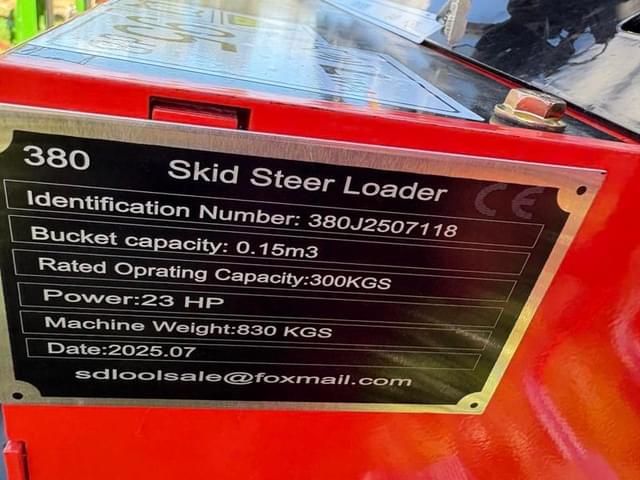 380 Skid Steer Loader CE
Identification Number: 380J2507118
Bucket capacity: 0.15m3
Rated Oprating Capacity:300KGS
Power:23 HP
Machine Weight:830 KGS
Date:2025.07
sdloolsale@foxmail.com